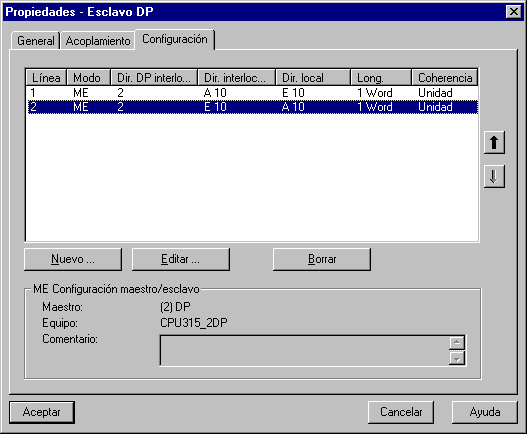 Propiedades - Esclavo DP
General Acoplamiento Configuración
Línea Modo Dir. DP interlo... Dir. interloc... Dir. local Long. Coherencia
1 ME 2 A 10 E 10 1 Word Unidad
2 ME 2 E 10 A 10 1 Word Unidad
Nuevo ... Editar ... Borrar
ME Configuración maestro/esclavo
Maestro: (2) DP
Equipo: CPU315_2DP
Comentario:
Aceptar Cancelar Ayuda